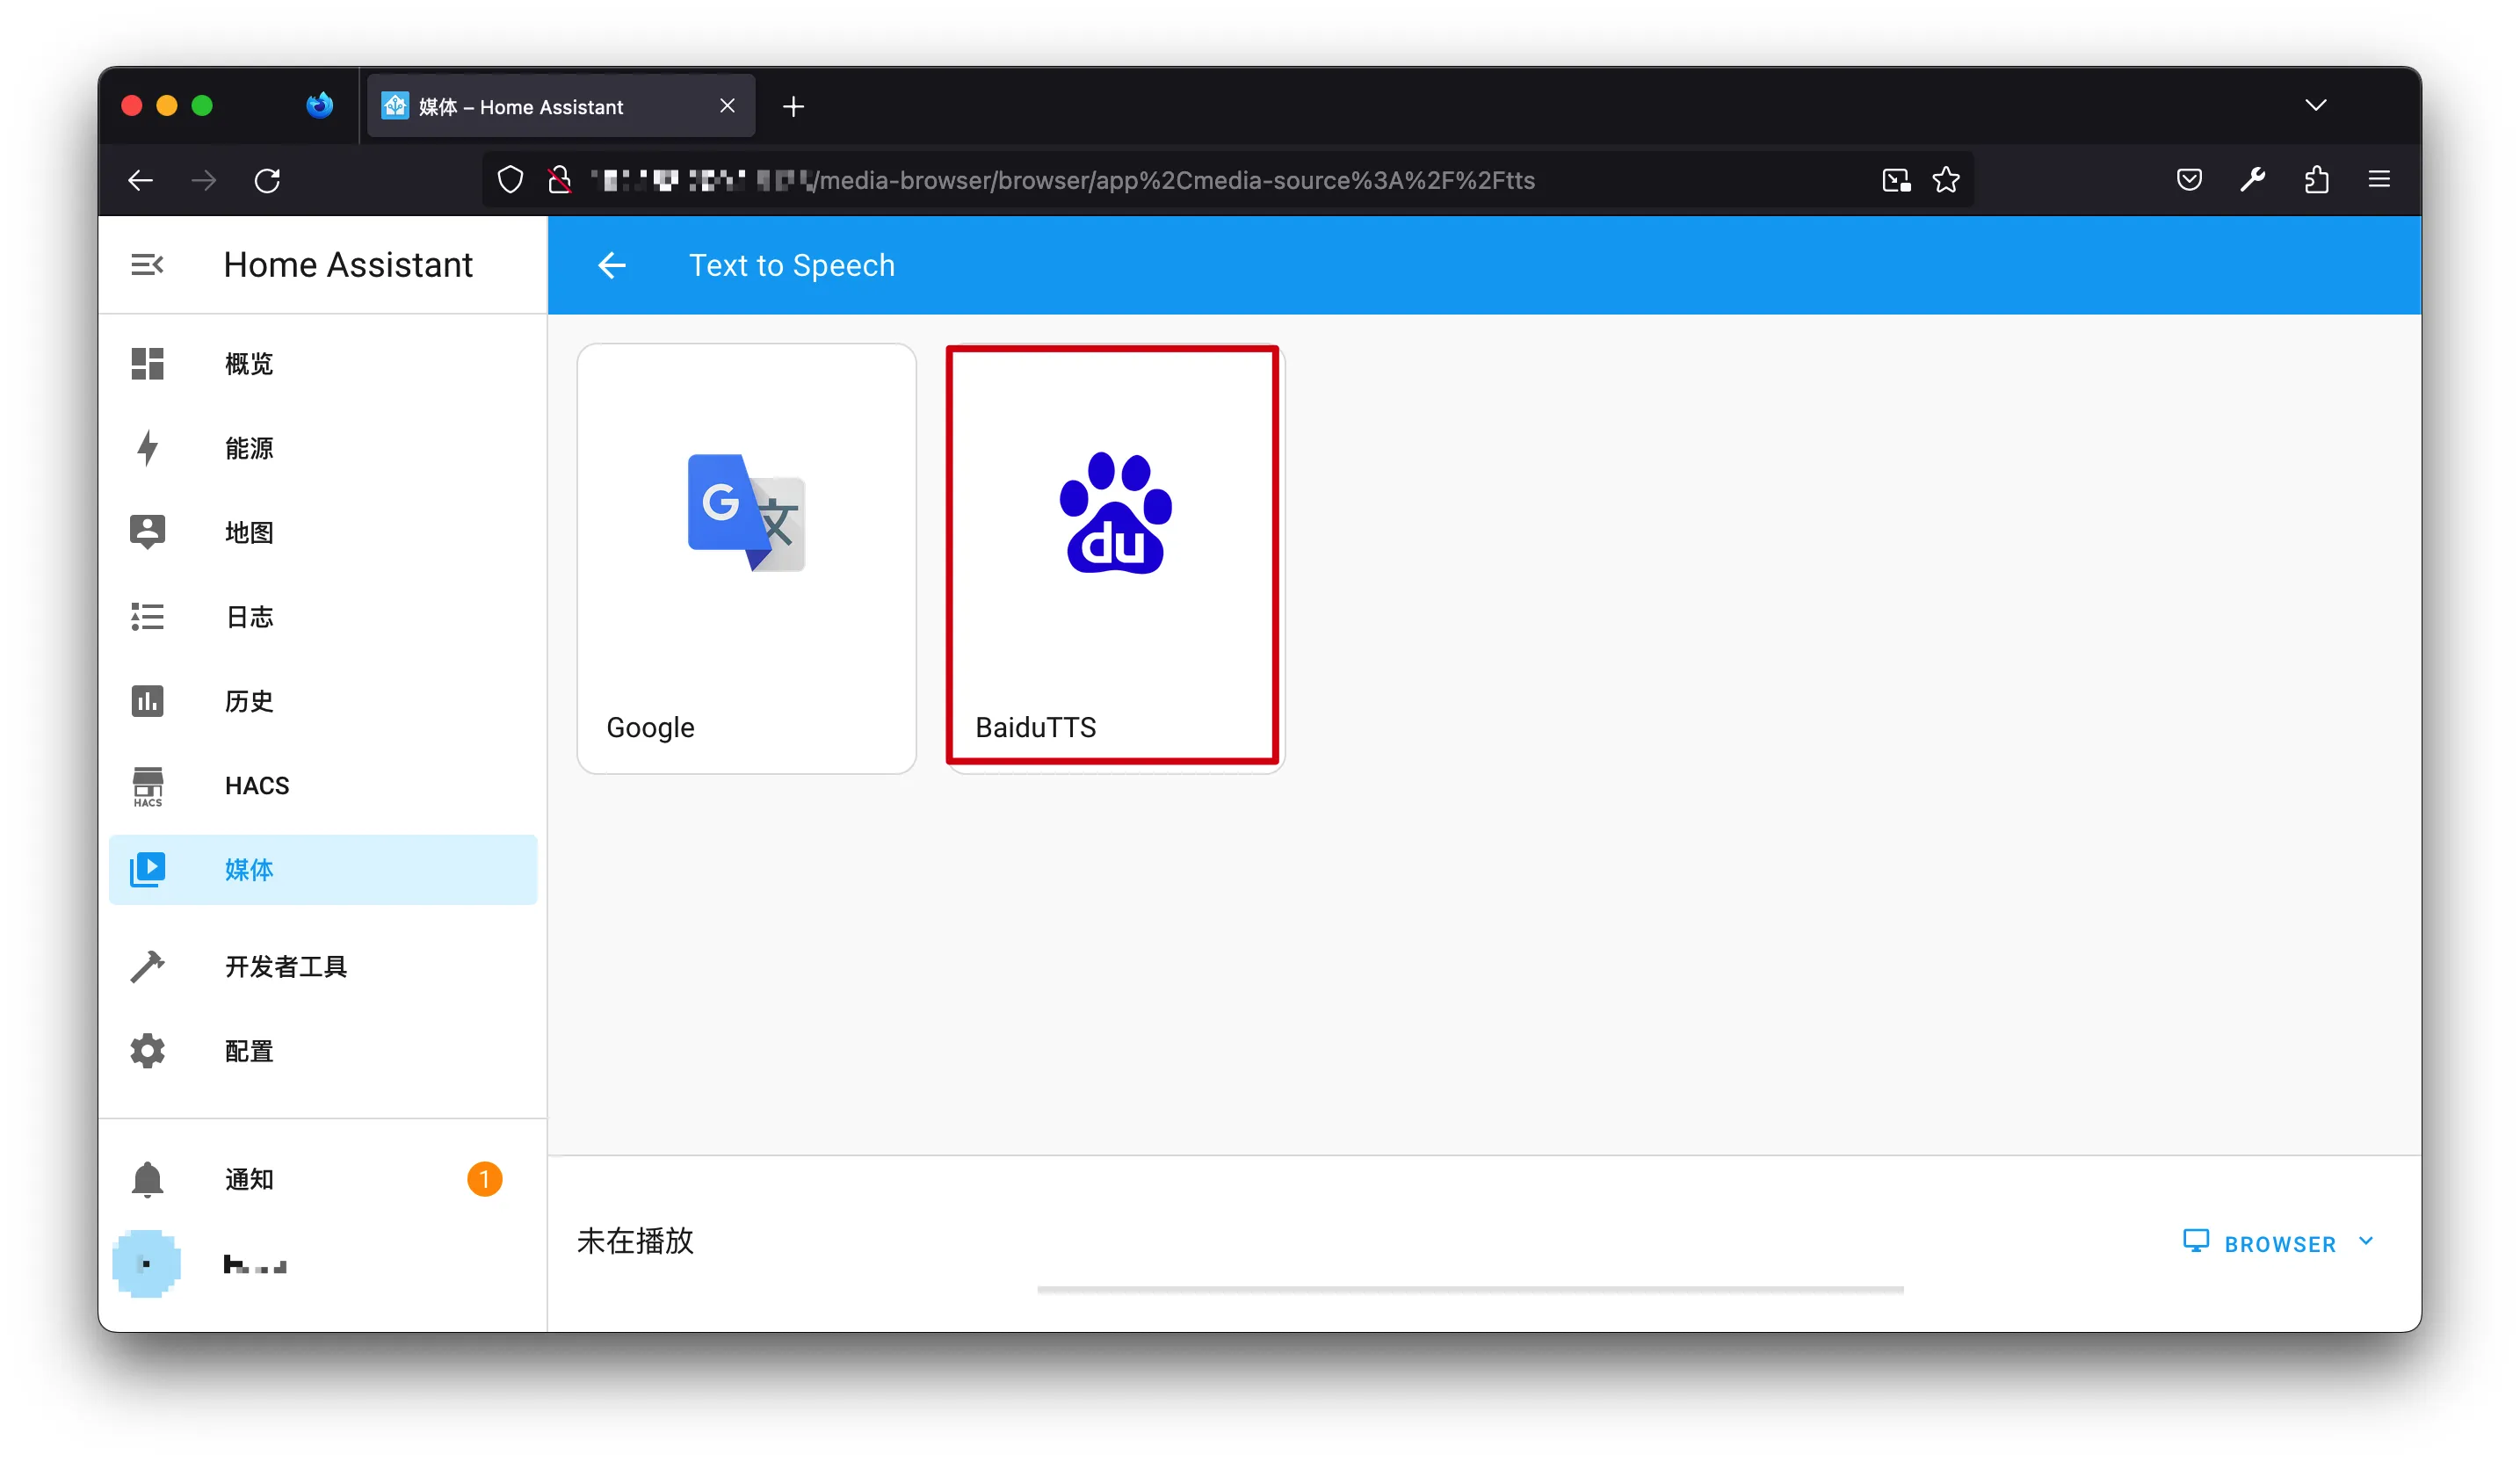 媒体 – Home Assistant
/media-browser/browser/app%2Cmedia-source%3A%2F%2Ftts
Home Assistant
Text to Speech
概览
能源
地图
日志
历史
HACS
HACS
媒体
开发者工具
配置
通知
1
G
文
Google
du
BaiduTTS
未在播放
BROWSER